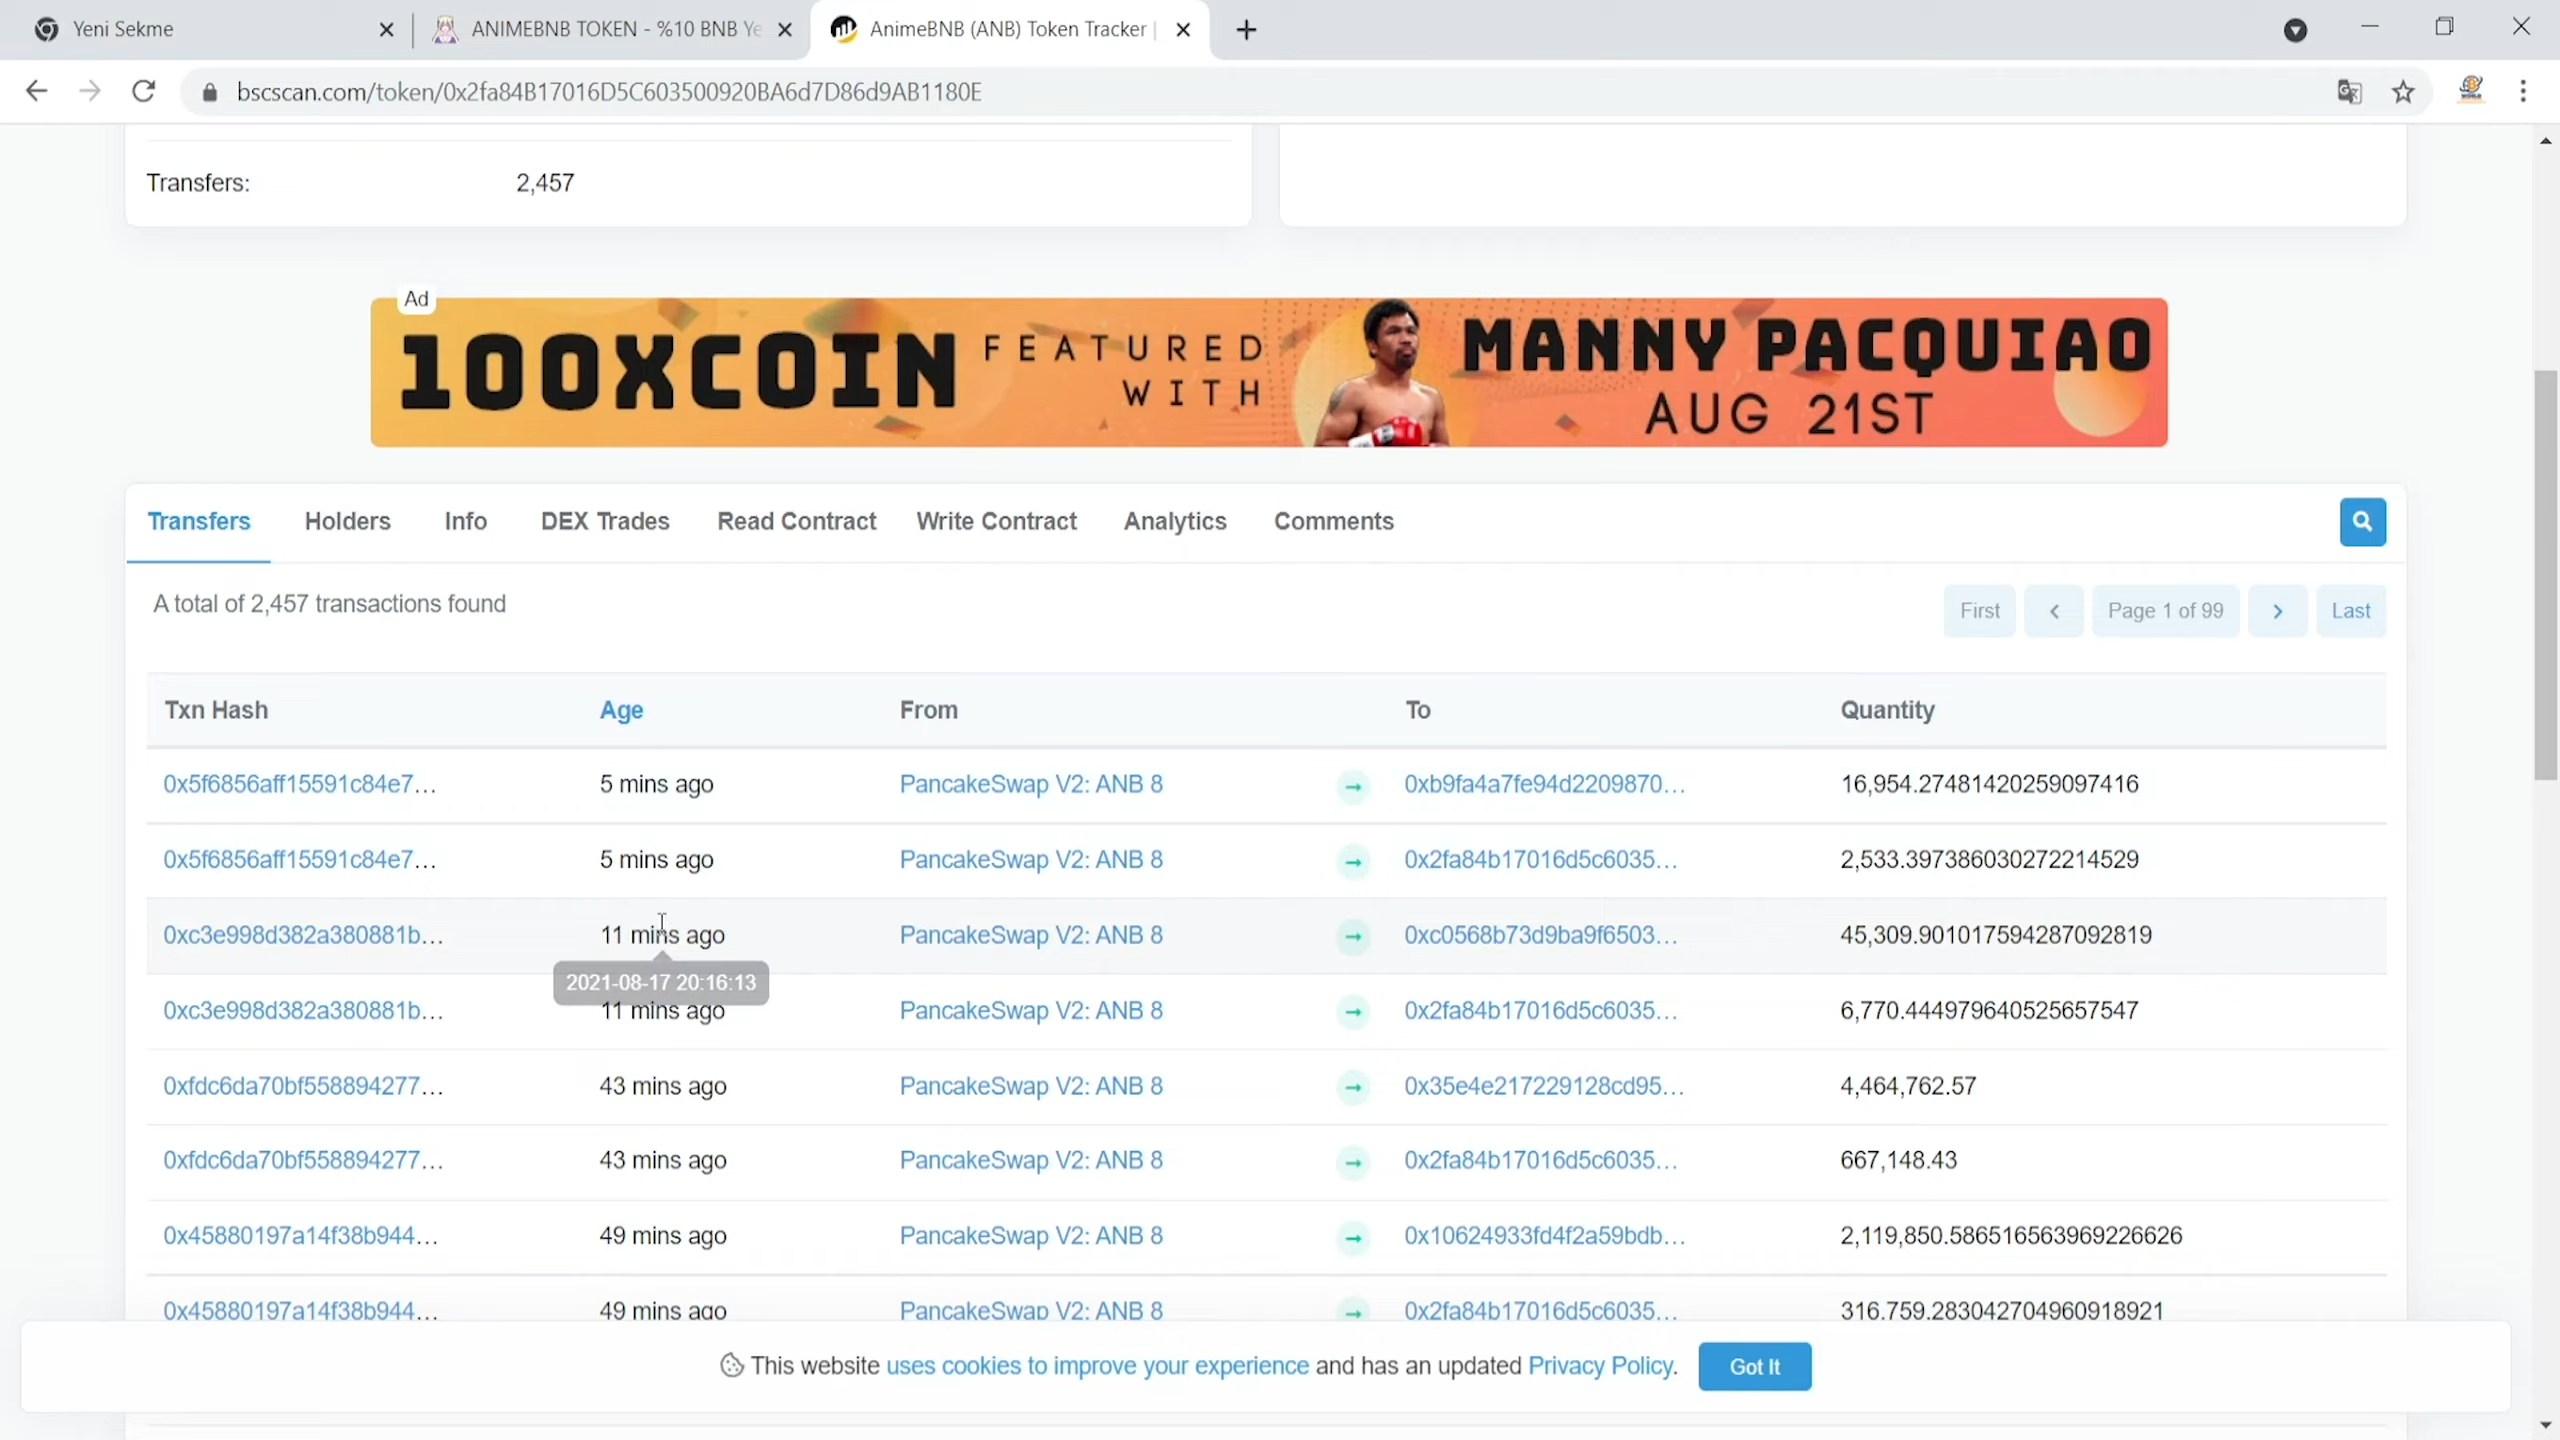 Yeni Sekme
ANIMEBNB TOKEN - %10 BNB Ye
AnimeBNB (ANB) Token Tracker |
bscscan.com/token/0x2fa84B17016D5C603500920BA6d7D86d9AB1180E
Transfers: 2,457
Ad
100XCOIN FEATURED WITH MANNY PACQUIAO AUG 21ST
Transfers Holders Info DEX Trades Read Contract Write Contract Analytics Comments
A total of 2,457 transactions found
First Page 1 of 99 Last
Txn Hash Age From To Quantity
0x5f6856aff15591c84e7... 5 mins ago PancakeSwap V2: ANB 8 0xb9fa4a7fe94d2209870... 16,954.27481420259097416
0x5f6856aff15591c84e7... 5 mins ago PancakeSwap V2: ANB 8 0x2fa84b17016d5c6035... 2,533.397386030272214529
0xc3e998d382a380881b... 11 mins ago PancakeSwap V2: ANB 8 0xc0568b73d9ba9f6503... 45,309.901017594287092819
2021-08-17 20:16:13
0xc3e998d382a380881b... 11 mins ago PancakeSwap V2: ANB 8 0x2fa84b17016d5c6035... 6,770.444979640525657547
0xfdc6da70bf558894277... 43 mins ago PancakeSwap V2: ANB 8 0x35e4e217229128cd95... 4,464,762.57
0xfdc6da70bf558894277... 43 mins ago PancakeSwap V2: ANB 8 0x2fa84b17016d5c6035... 667,148.43
0x45880197a14f38b944... 49 mins ago PancakeSwap V2: ANB 8 0x10624933fd4f2a59bdb... 2,119,850.586516563969226626
0x45880197a14f38b944... 49 mins ago PancakeSwap V2: ANB 8 0x2fa84b17016d5c6035... 316.759.283042704960918921
This website uses cookies to improve your experience and has an updated Privacy Policy. Got It